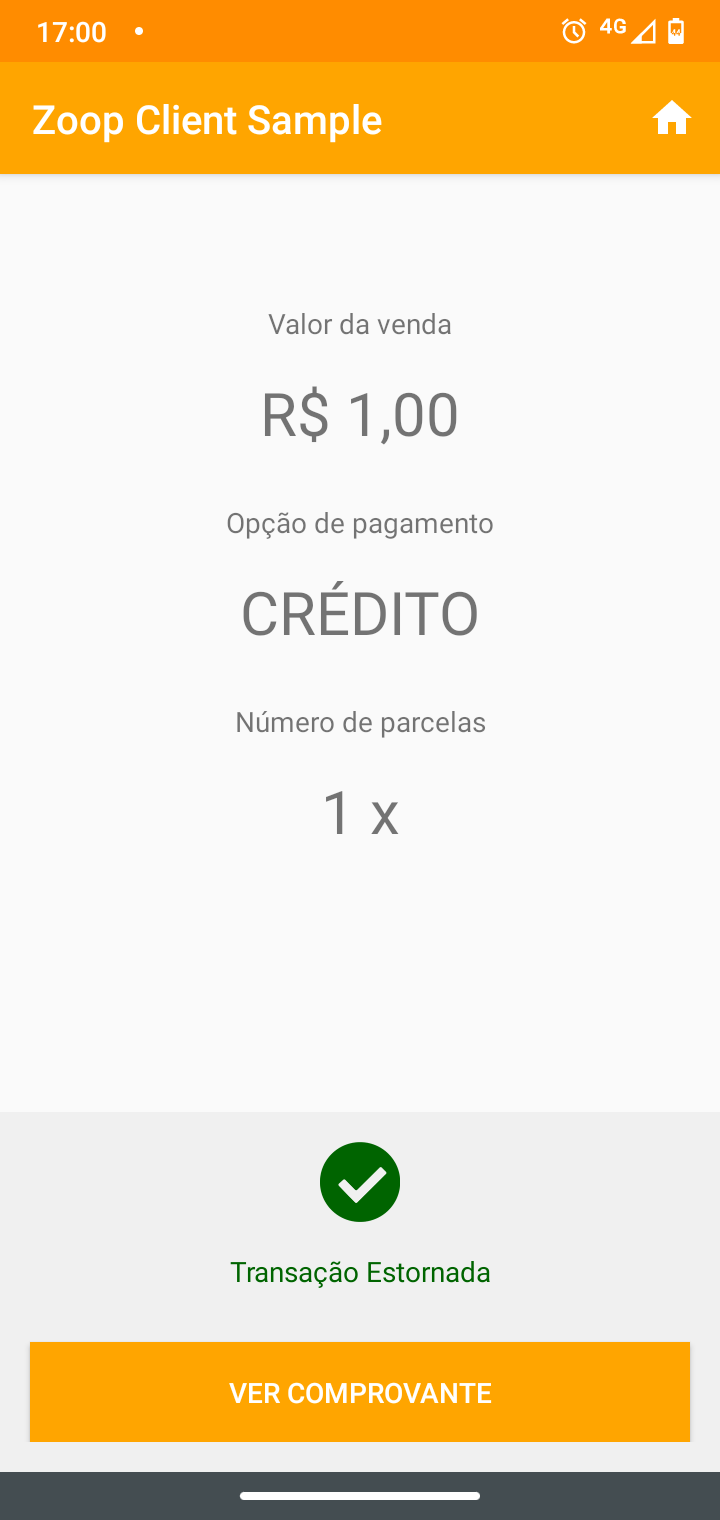 17:00
4G
Zoop Client Sample
Valor da venda
R$ 1,00
Opção de pagamento
CRÉDITO
Número de parcelas
1 x
Transação Estornada
VER COMPROVANTE